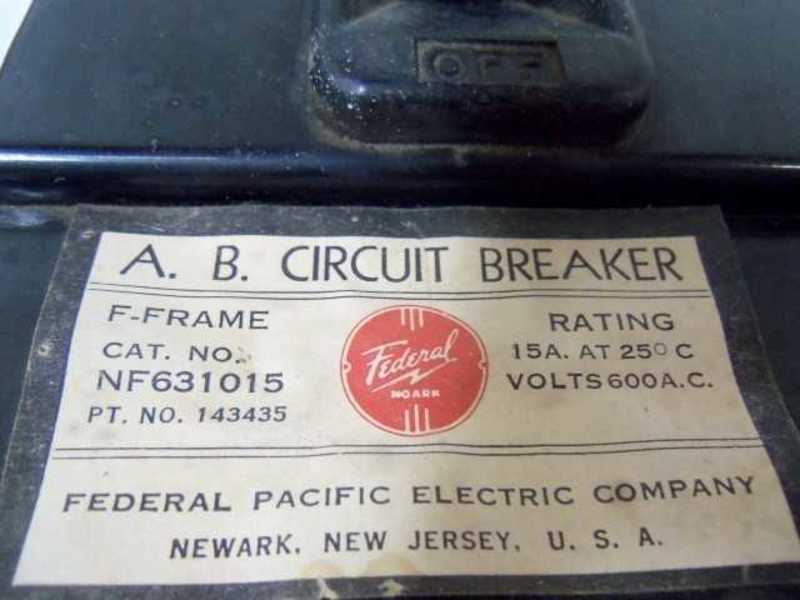 OFF
A. B. CIRCUIT BREAKER
F-FRAME
CAT. NO.
NF631015
PT. NO. 143435
Federal
NOARK
RATING
15A. AT 25° C
VOLTS 600 A.C.
FEDERAL PACIFIC ELECTRIC COMPANY
NEWARK. NEW JERSEY, U. S. A.